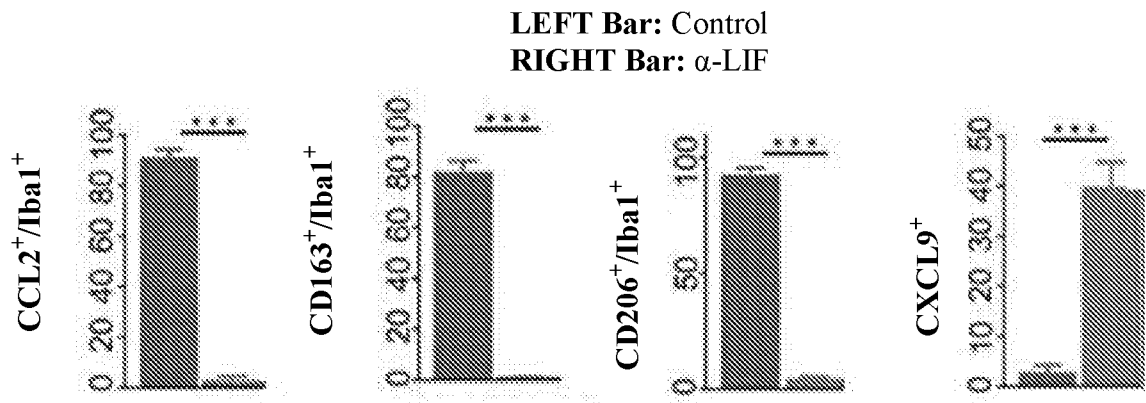 LEFT Bar: Control
RIGHT Bar: α-LIF
CCL2⁺/Iba1⁺
0 20 40 60 80 100
***
CD163⁺/Iba1⁺
0 20 40 60 80 100
***
CD206⁺/Iba1⁺
0 50 100
***
CXCL9⁺
0 10 20 30 40 50
***